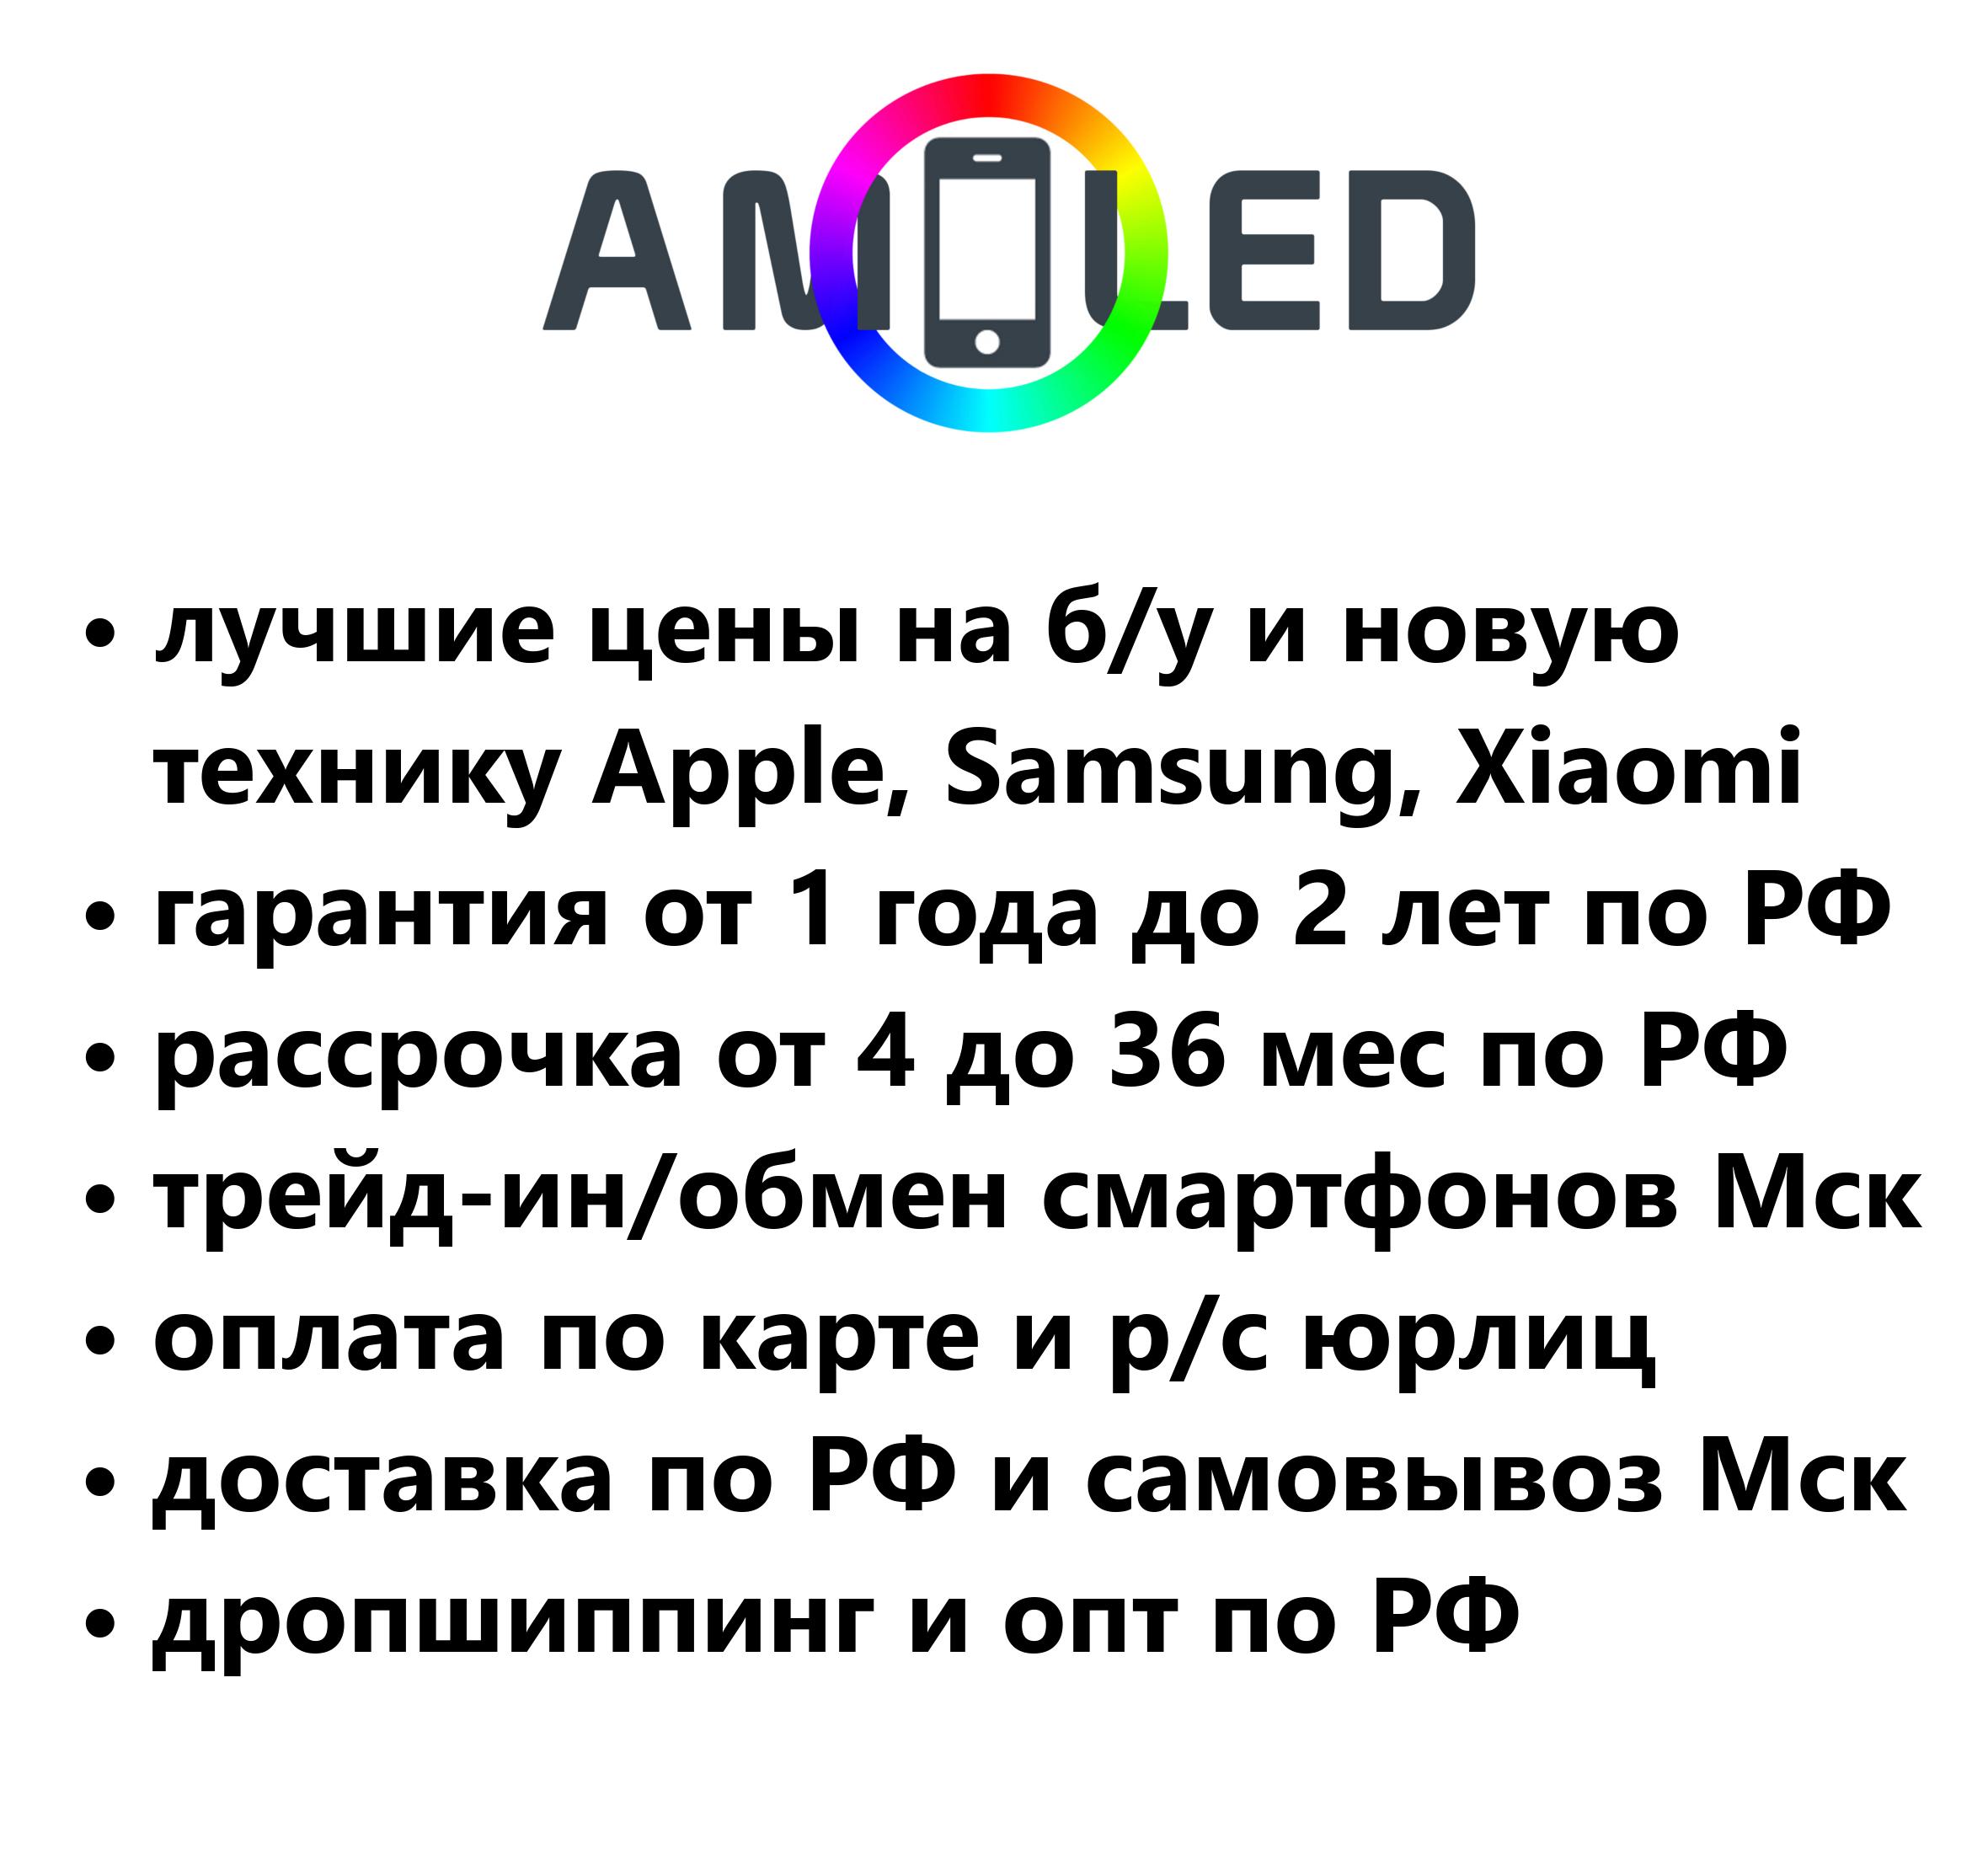 AMOLED
• лучшие цены на б/у и новую
технику Apple, Samsung, Xiaomi
• гарантия от 1 года до 2 лет по РФ
• рассрочка от 4 до 36 мес по РФ
• трейд-ин/обмен смартфонов Мск
• оплата по карте и р/с юрлиц
• доставка по РФ и самовывоз Мск
• дропшиппинг и опт по РФ